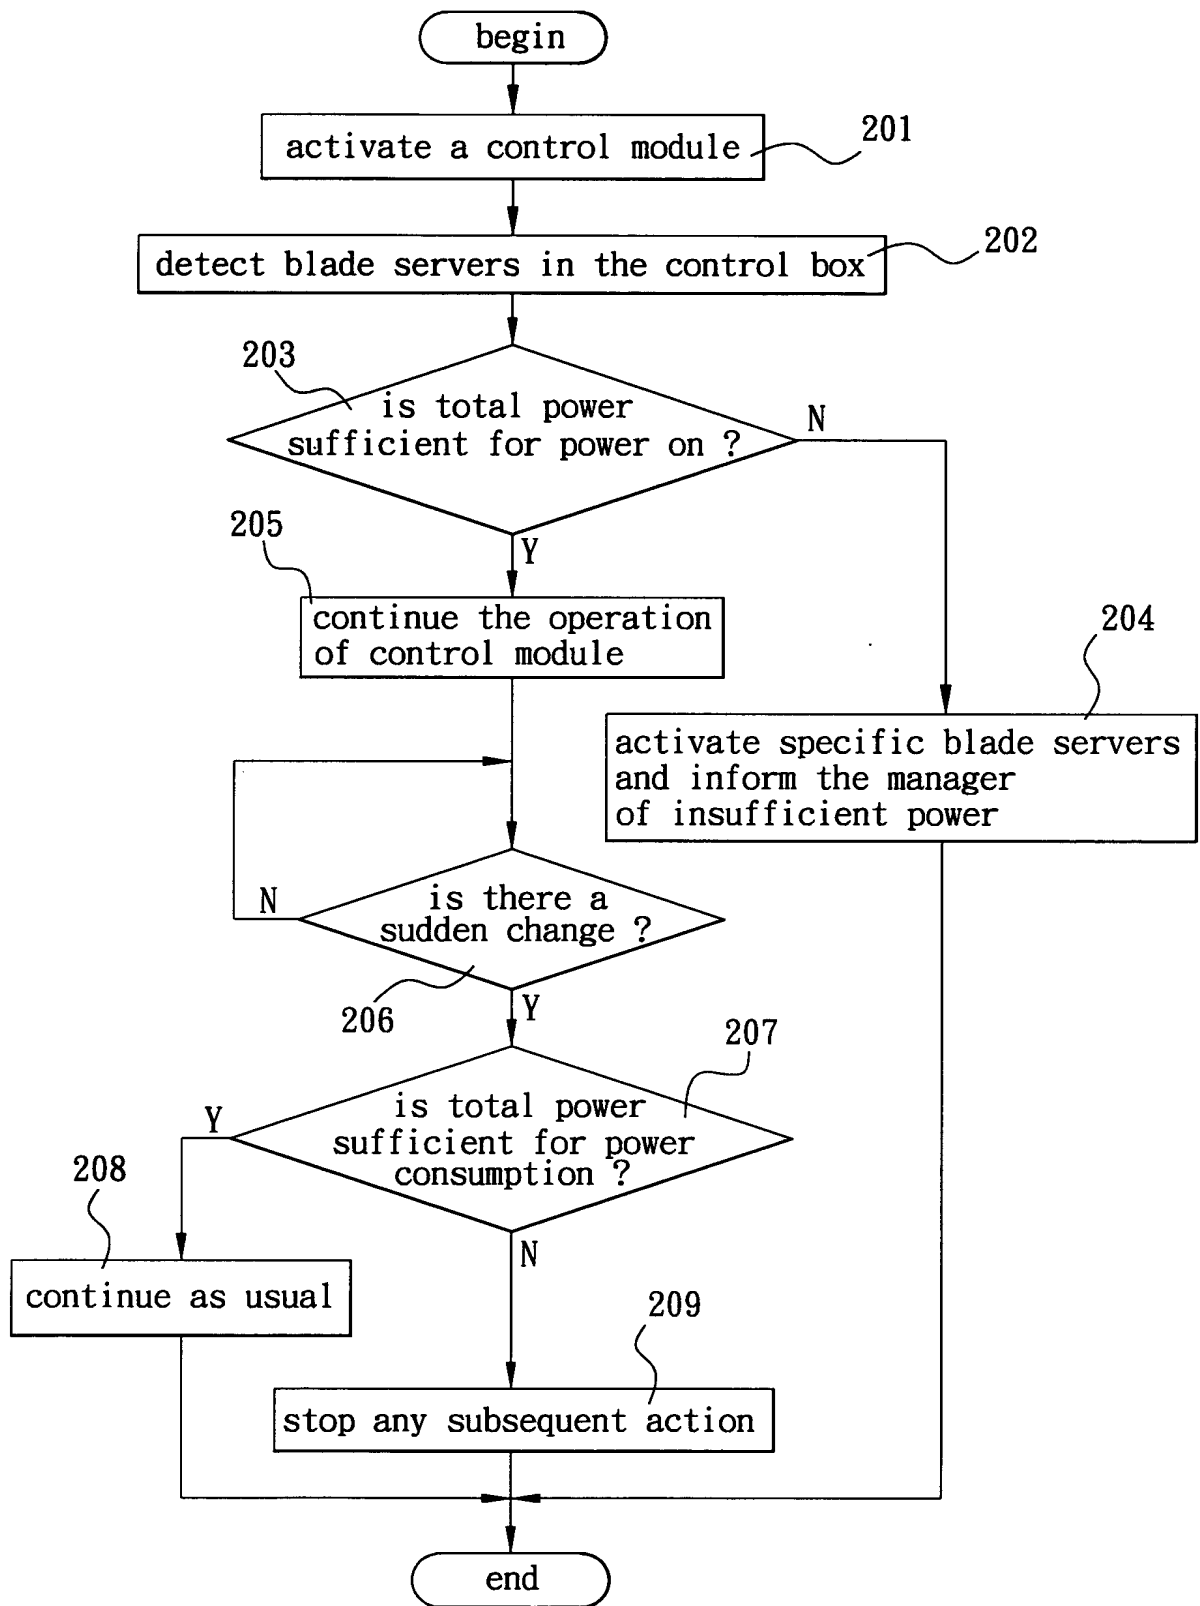 begin
activate a control module
201
detect blade servers in the control box
202
203
is total power
sufficient for power on ?
N
Y
205
continue the operation
of control module
204
activate specific blade servers
and inform the manager
of insufficient power
is there a
sudden change ?
N
206
Y
207
is total power
sufficient for power
consumption ?
Y
208
N
continue as usual
209
stop any subsequent action
end